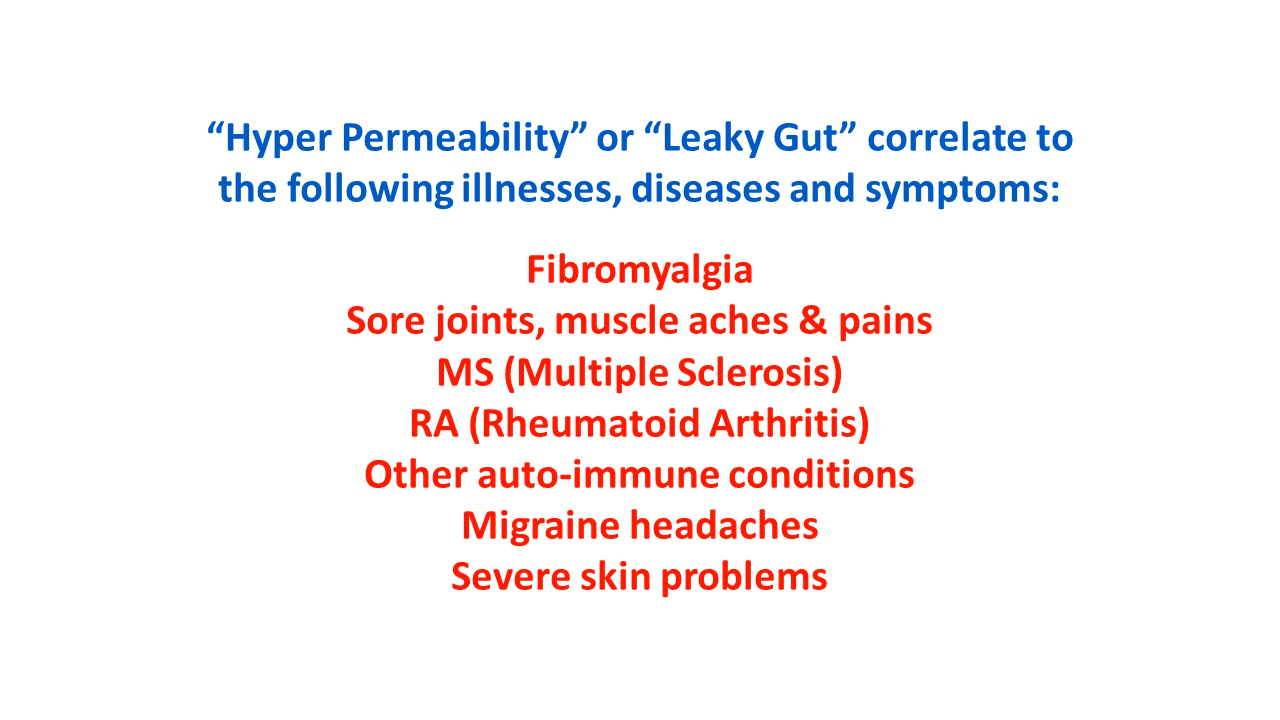 “Hyper Permeability” or “Leaky Gut” correlate to
the following illnesses, diseases and symptoms:
Fibromyalgia
Sore joints, muscle aches & pains
MS (Multiple Sclerosis)
RA (Rheumatoid Arthritis)
Other auto-immune conditions
Migraine headaches
Severe skin problems